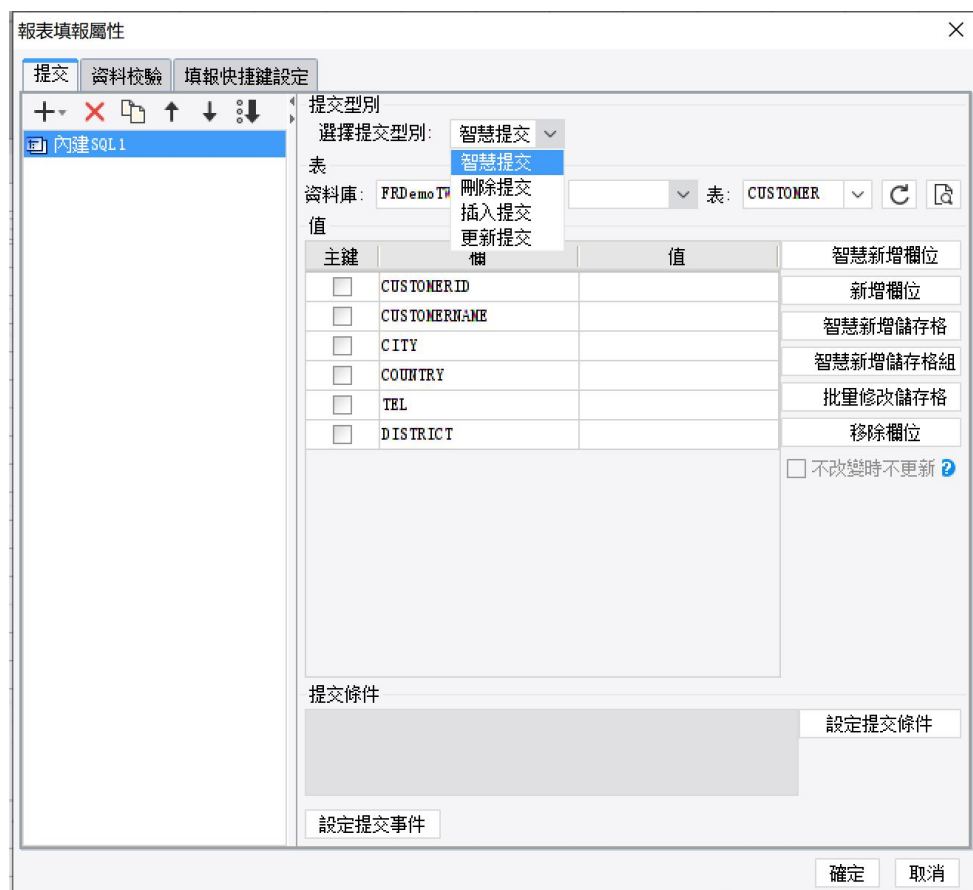 報表填報屬性
提交
資料校驗
填報快捷鍵設定
內建SQL1
提交型別
選擇提交型別:
智慧提交
智慧提交
刪除提交
插入提交
更新提交
表
資料庫:
FRDemoTW
表:
CUSTOMER
值
主鍵
欄
值
CUSTOMERID
CUSTOMERNAME
CITY
COUNTRY
TEL
DISTRICT
智慧新增欄位
新增欄位
智慧新增儲存格
智慧新增儲存格組
批量修改儲存格
移除欄位
不改變時不更新
提交條件
設定提交條件
設定提交事件
確定
取消